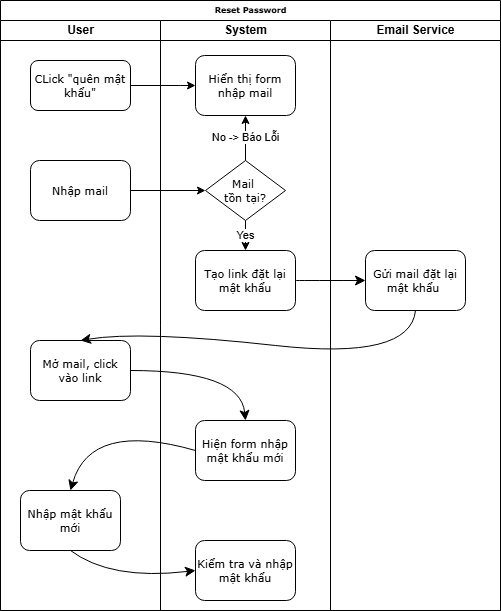 Reset Password
User
System
Email Service
CLick "quên mật
khẩu"
Hiển thị form
nhập mail
No -> Báo Lỗi
Nhập mail
Mail
tồn tại?
Yes
Tạo link đặt lại
mật khẩu
Gửi mail đặt lại
mật khẩu
Mở mail, click
vào link
Hiện form nhập
mật khẩu mới
Nhập mật khẩu
mới
Kiểm tra và nhập
mật khẩu